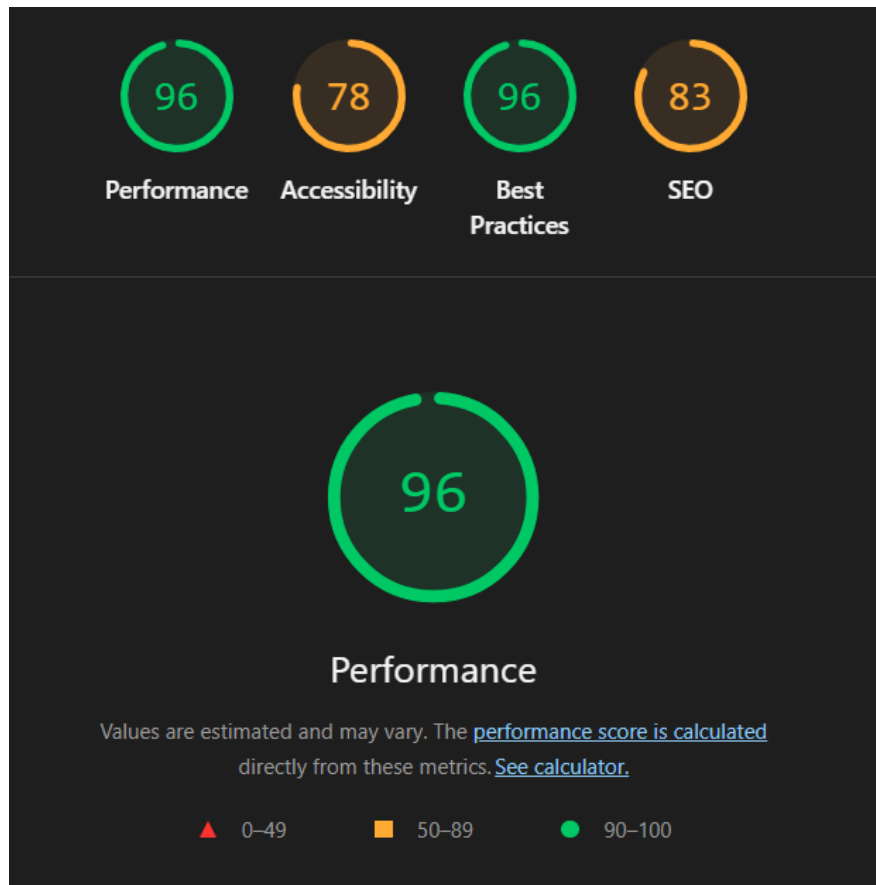 96
78
96
83
Performance
Accessibility
Best
Practices
SEO
96
Performance
Values are estimated and may vary. The performance score is calculated
directly from these metrics. See calculator.
0–49
50–89
90–100